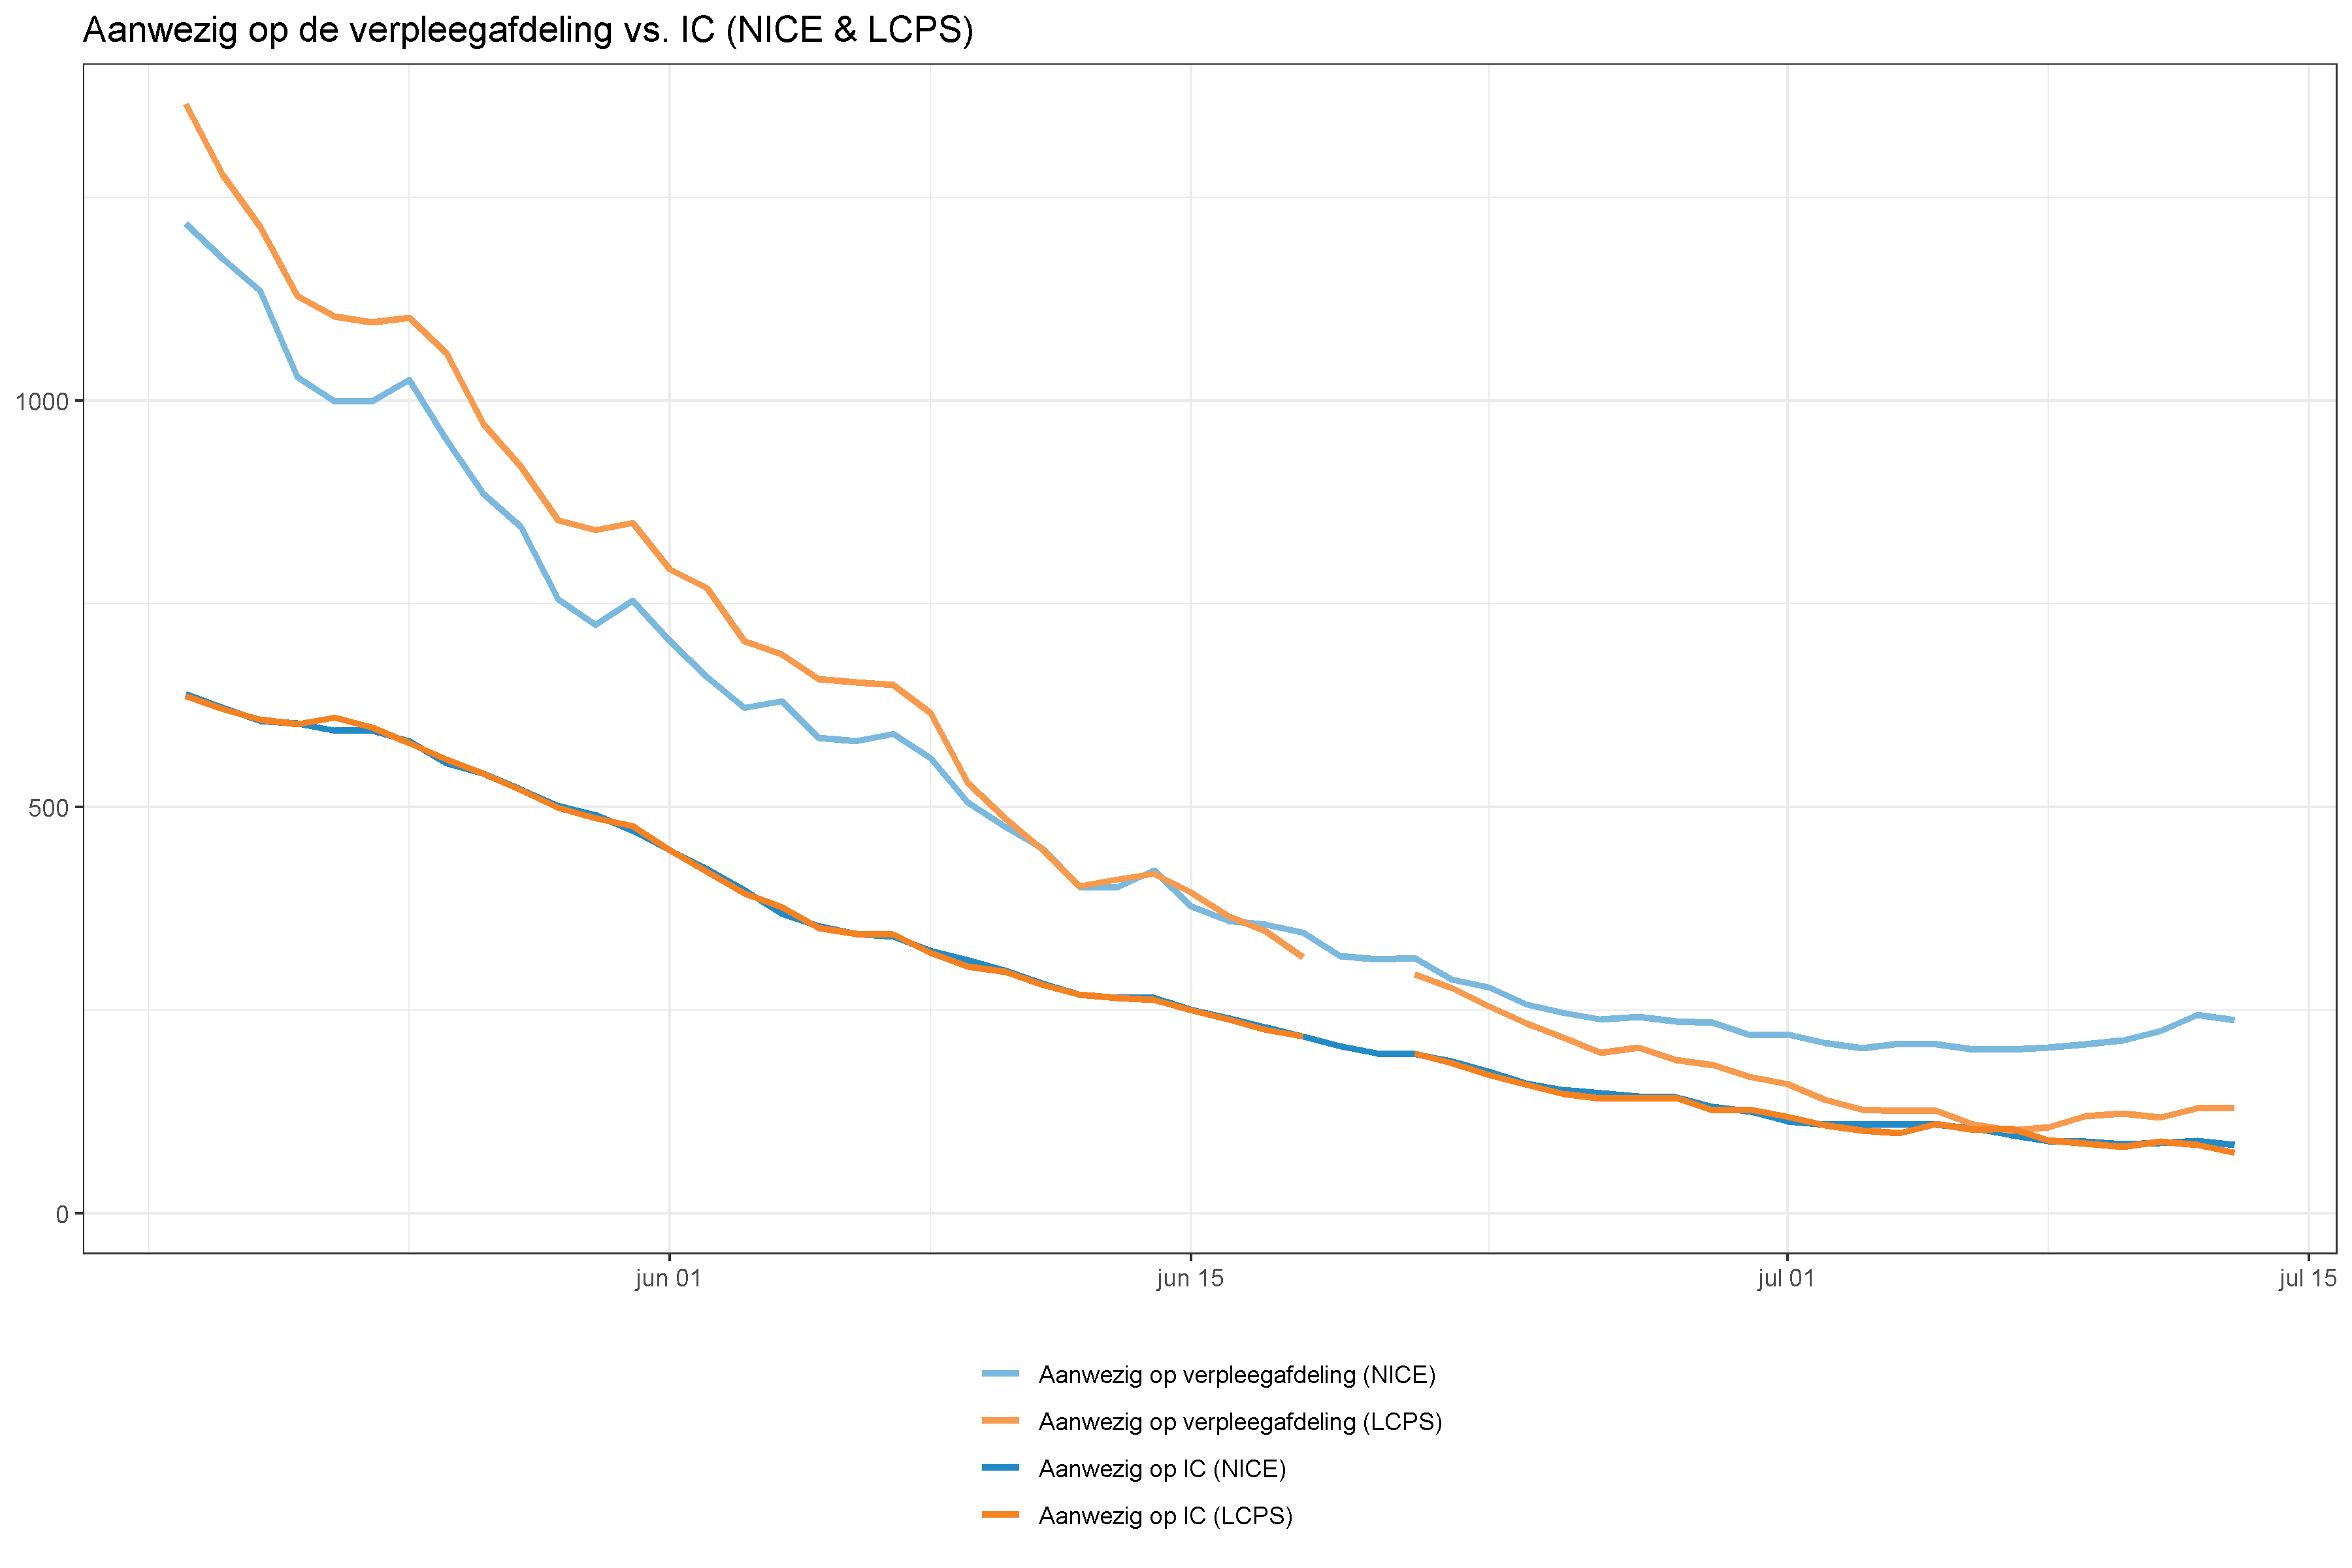 Aanwezig op de verpleegafdeling vs. IC (NICE & LCPS)
1000
500
0
jun 01
jun 15
jul 01
jul 15
Aanwezig op verpleegafdeling (NICE)
Aanwezig op verpleegafdeling (LCPS)
Aanwezig op IC (NICE)
Aanwezig op IC (LCPS)